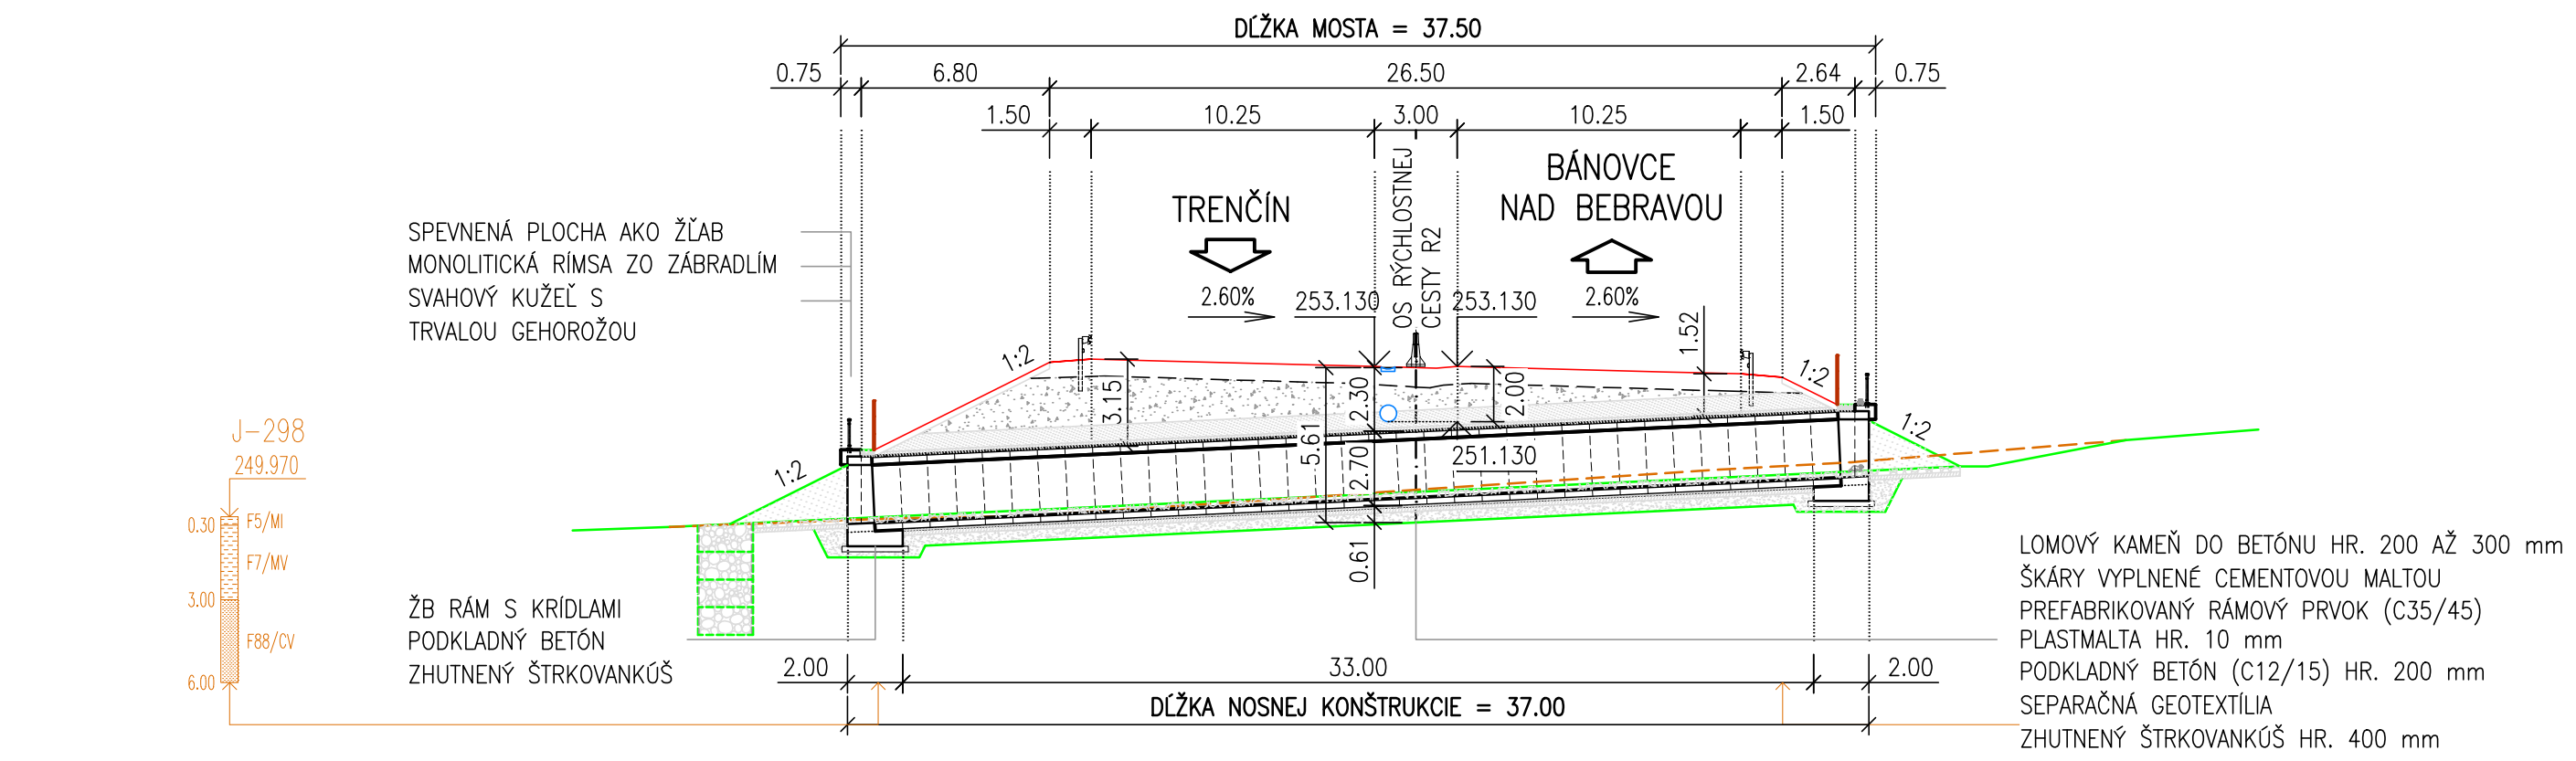 DĹŽKA MOSTA = 37.50
0.75
6.80
26.50
2.64
0.75
1.50
10.25
3.00
10.25
1.50
TRENČÍN
OS RÝCHLOSTNEJ
CESTY R2
BÁNOVCE
NAD BEBRAVOU
SPEVNENÁ PLOCHA AKO ŽĽAB
MONOLITICKÁ RÍMSA ZO ZÁBRADLÍM
SVAHOVÝ KUŽEĽ S
TRVALOU GEHOROŽOU
2.60%
253.130
253.130
2.60%
1:2
3.15
5.61
2.30
2.00
1.52
1:2
1:2
1:2
2.70
251.130
0.61
J-298
249.970
0.30
F5/MI
F7/MV
3.00
F88/CV
6.00
ŽB RÁM S KRÍDLAMI
PODKLADNÝ BETÓN
ZHUTNENÝ ŠTRKOVANKÚŠ
LOMOVÝ KAMEŇ DO BETÓNU HR. 200 AŽ 300 mm
ŠKÁRY VYPLNENÉ CEMENTOVOU MALTOU
PREFABRIKOVANÝ RÁMOVÝ PRVOK (C35/45)
PLASTMALTA HR. 10 mm
PODKLADNÝ BETÓN (C12/15) HR. 200 mm
SEPARAČNÁ GEOTEXTÍLIA
ZHUTNENÝ ŠTRKOVANKÚŠ HR. 400 mm
2.00
33.00
2.00
DĹŽKA NOSNEJ KONŠTRUKCIE = 37.00